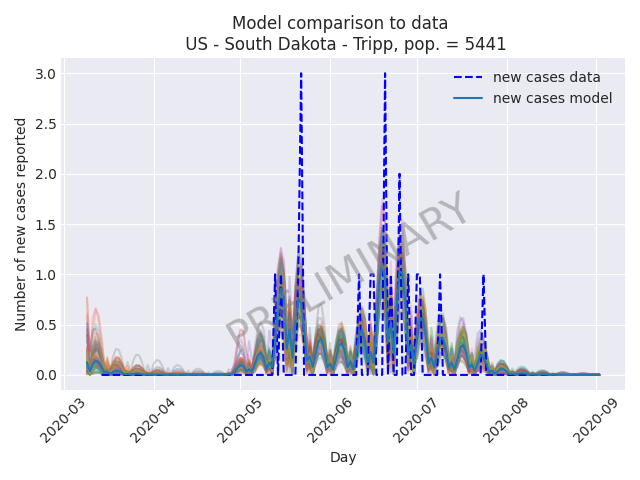 Model comparison to data
US - South Dakota - Tripp, pop. = 5441
new cases data
new cases model
Number of new cases reported
3.0
2.5
2.0
1.5
1.0
0.5
0.0
PRELIMINARY
2020-03
2020-04
2020-05
2020-06
2020-07
2020-08
2020-09
Day